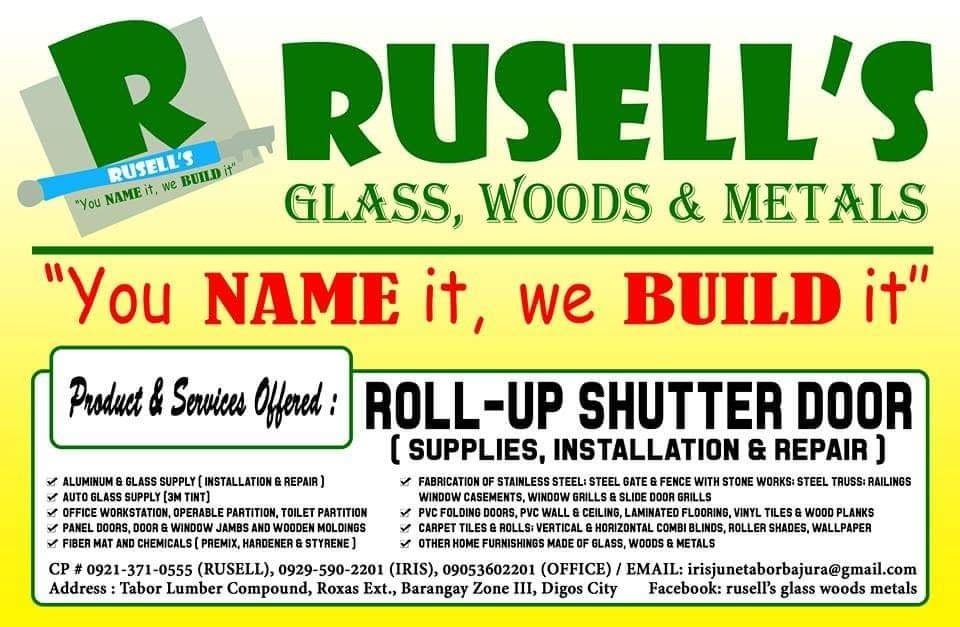 R
RUSELL'S
"You NAME it, we BUILD it"
RUSELL'S
GLASS, WOODS & METALS
"You NAME it, we BUILD it"
Product & Services Offered :
ROLL-UP SHUTTER DOOR
( SUPPLIES, INSTALLATION & REPAIR )
ALUMINUM & GLASS SUPPLY ( INSTALLATION & REPAIR )
AUTO GLASS SUPPLY (3M TINT)
OFFICE WORKSTATION, OPERABLE PARTITION, TOILET PARTITION
PANEL DOORS, DOOR & WINDOW JAMBS AND WOODEN MOLDINGS
FIBER MAT AND CHEMICALS ( PREMIX, HARDENER & STYRENE )
FABRICATION OF STAINLESS STEEL; STEEL GATE & FENCE WITH STONE WORKS; STEEL TRUSS; RAILINGS
WINDOW CASEMENTS, WINDOW GRILLS & SLIDE DOOR GRILLS
PVC FOLDING DOORS, PVC WALL & CEILING, LAMINATED FLOORING, VINYL TILES & WOOD PLANKS
CARPET TILES & ROLLS; VERTICAL & HORIZONTAL COMBI BLINDS, ROLLER SHADES, WALLPAPER
OTHER HOME FURNISHINGS MADE OF GLASS, WOODS & METALS
CP # 0921-371-0555 (RUSELL), 0929-590-2201 (IRIS), 09053602201 (OFFICE) / EMAIL: irisjunetaborbajura@gmail.com
Address : Tabor Lumber Compound, Roxas Ext., Barangay Zone III, Digos City Facebook: rusell's glass woods metals